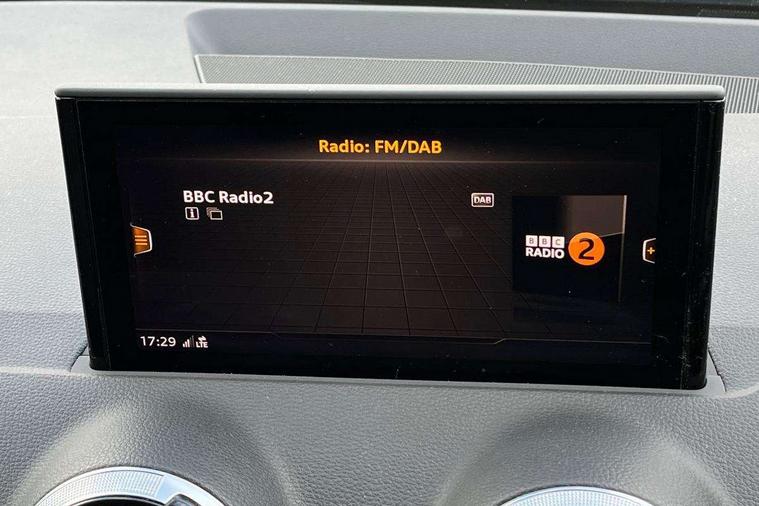 Radio: FM/DAB
BBC Radio2
DAB
BBC
RADIO 2
17:29 LTE